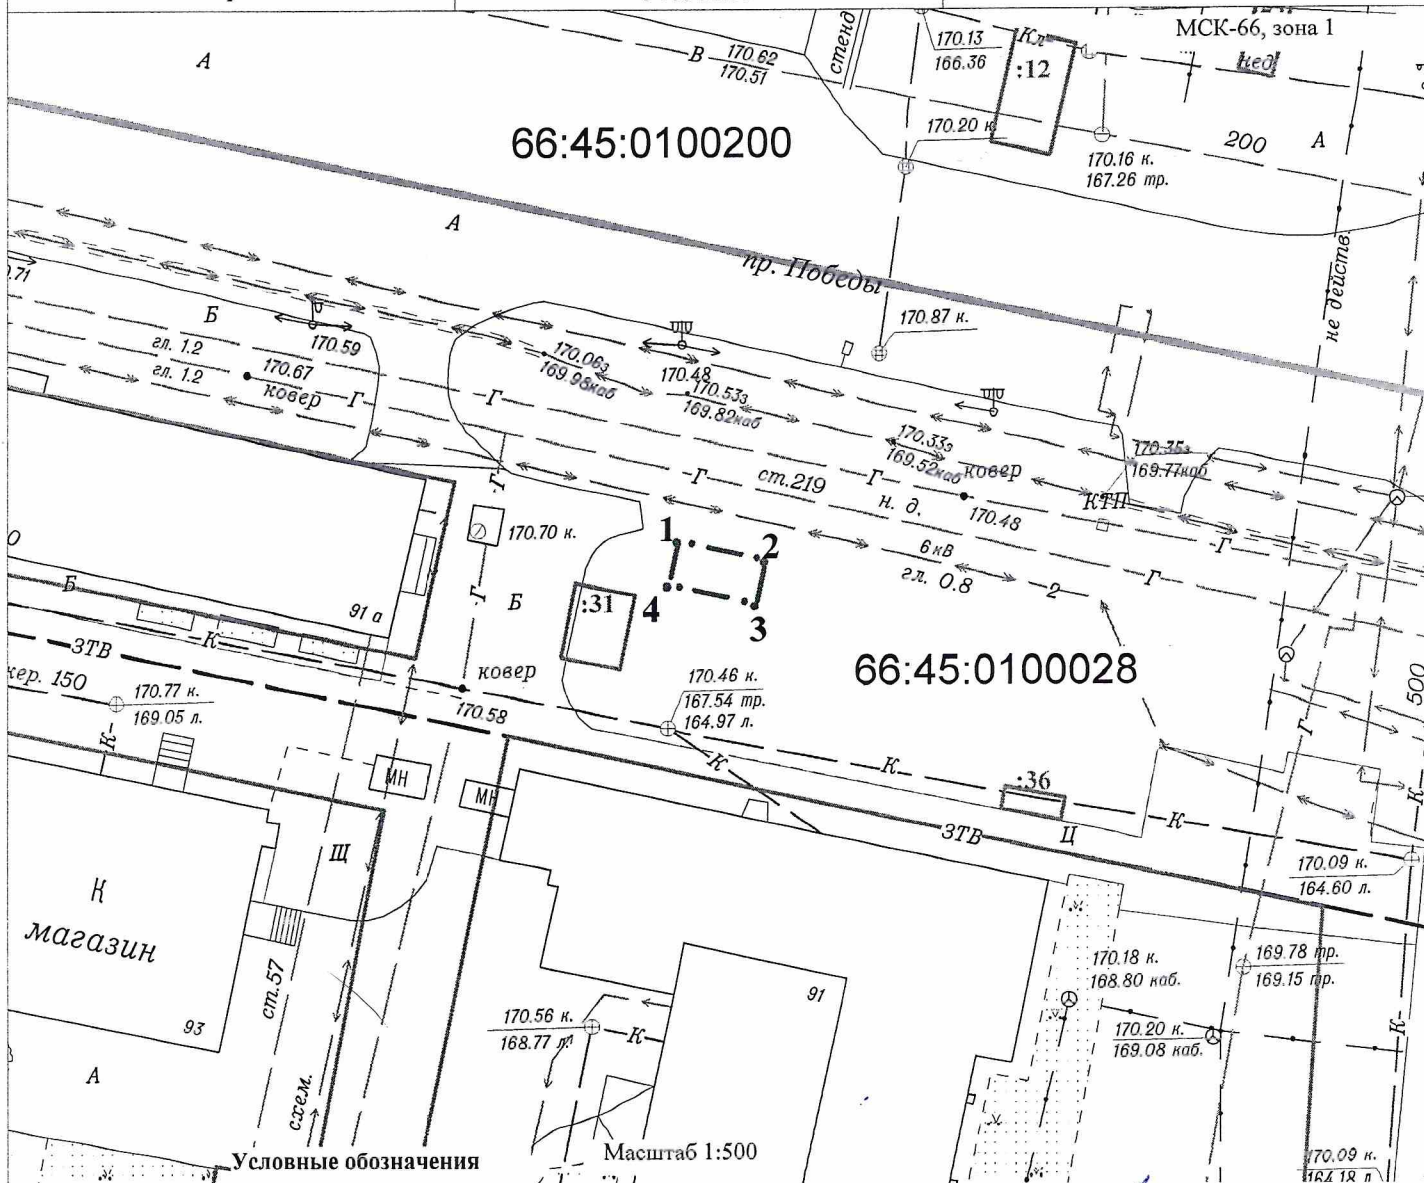 МСК-66, зона 1
стенд
170.13
166.36
Кл
:12
В
170.62
170.51
А
66:45:0100200
170.20 к.
170.16 к.
167.26 тр.
200
А
А
пр. Победы
не действ.
170.87 к.
Б
гл. 1.2
гл. 1.2
170.59
170.67
ковер
Г
Г
170.06з
169.98каб
170.48
170.53з
169.82каб
170.33з
169.52каб
ковер
170.35з
169.77каб
Г
Г
ст.219
н. д.
170.48
КТП
Г
Г
170.70 к.
Г
1
2
6 кВ
гл. 0.8
2
Г
4
3
:31
Б
Г
91 а
Б
К
ЗТВ
кер. 150
170.77 к.
169.05 л.
К
ковер
170.58
170.46 к.
167.54 тр.
164.97 л.
66:45:0100028
500
Г
К
К
МН
МН
:36
К
К
ЗТВ
Ц
Щ
170.09 к.
164.60 л.
К
магазин
ст.57
93
А
схем.
91
170.56 к.
168.77 л.
К
170.18 к.
168.80 каб.
169.78 тр.
169.15 тр.
170.20 к.
169.08 каб.
К
Условные обозначения
Масштаб 1:500
170.09 к.
164.18 л